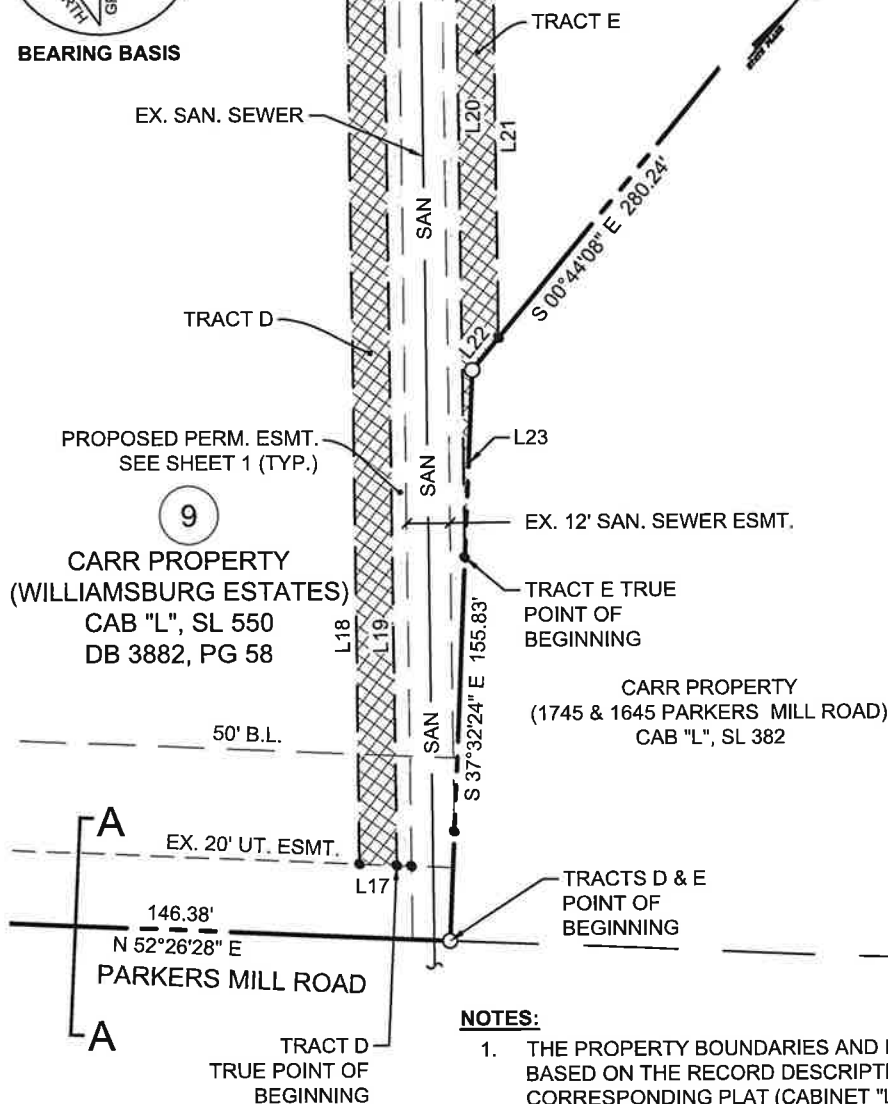 NORTH
BEARING BASIS
TRACT E
EX. SAN. SEWER
L20
L21
SAN
S 00°44'08" E 280.24'
TRACT D
L22
PROPOSED PERM. ESMT.
SEE SHEET 1 (TYP.)
L23
SAN
9
EX. 12' SAN. SEWER ESMT.
CARR PROPERTY
(WILLIAMSBURG ESTATES)
CAB "L", SL 550
DB 3882, PG 58
TRACT E TRUE
POINT OF
BEGINNING
L18
L19
S 37°32'24" E 155.83'
CARR PROPERTY
(1745 & 1645 PARKERS MILL ROAD)
CAB "L", SL 382
50' B.L.
SAN
A
EX. 20' UT. ESMT.
L17
TRACTS D & E
POINT OF
BEGINNING
146.38'
N 52°26'28" E
PARKERS MILL ROAD
A
TRACT D
TRUE POINT OF
BEGINNING
NOTES:
1. THE PROPERTY BOUNDARIES AND
BASED ON THE RECORD
CORRESPONDING PLAT (CABINET